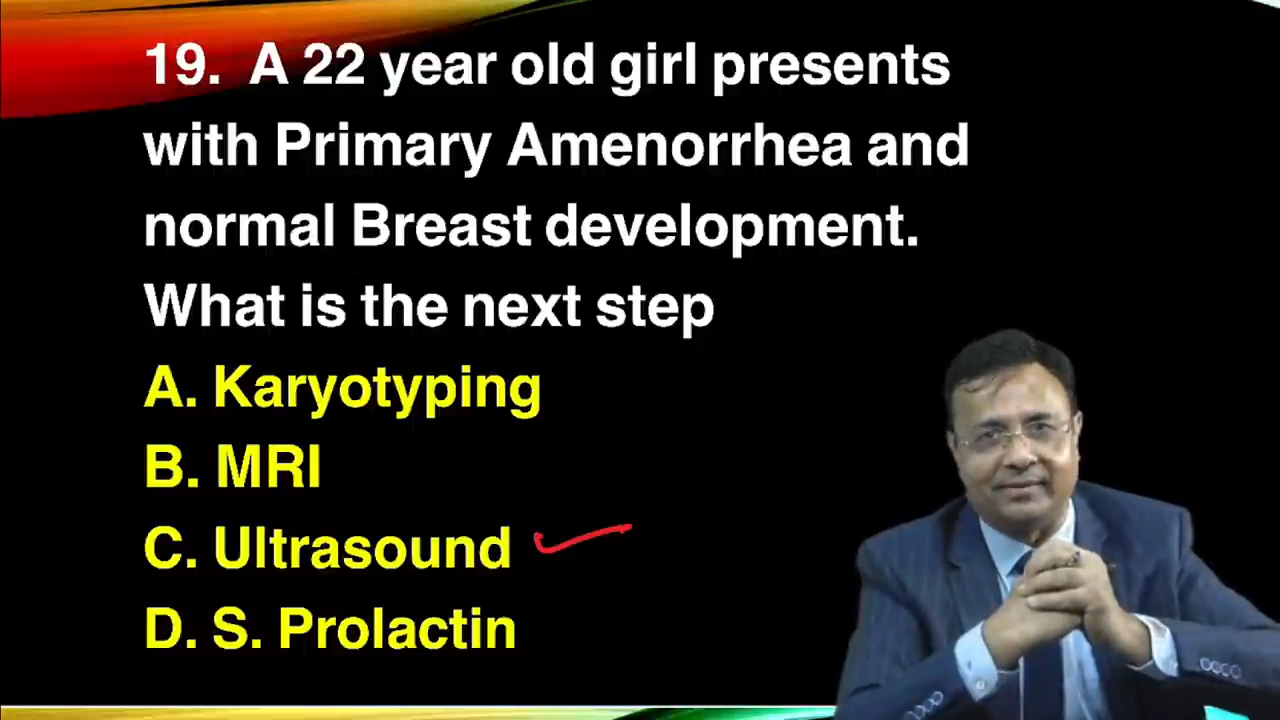 19. A 22 year old girl presents
with Primary Amenorrhea and
normal Breast development.
What is the next step
A. Karyotyping
B. MRI
C. Ultrasound
D. S. Prolactin